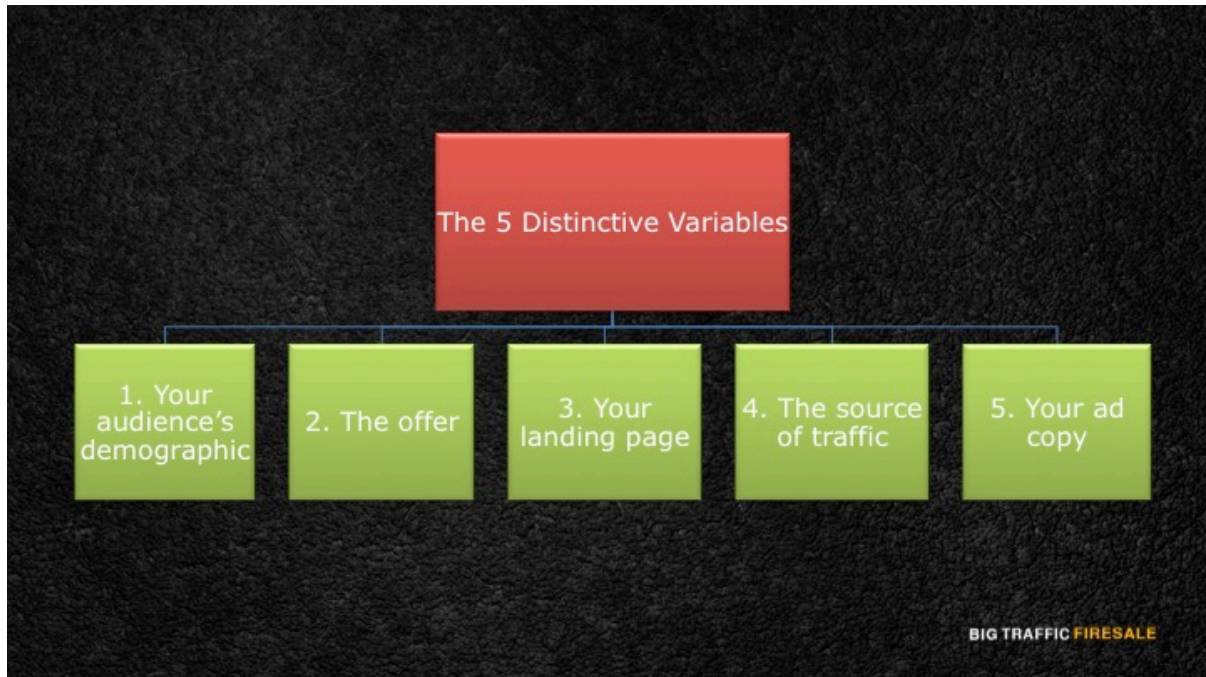 The 5 Distinctive Variables
1. Your
audience’s
demographic
2. The offer
3. Your
landing page
4. The source
of traffic
5. Your ad
copy
BIG TRAFFIC FIRESALE